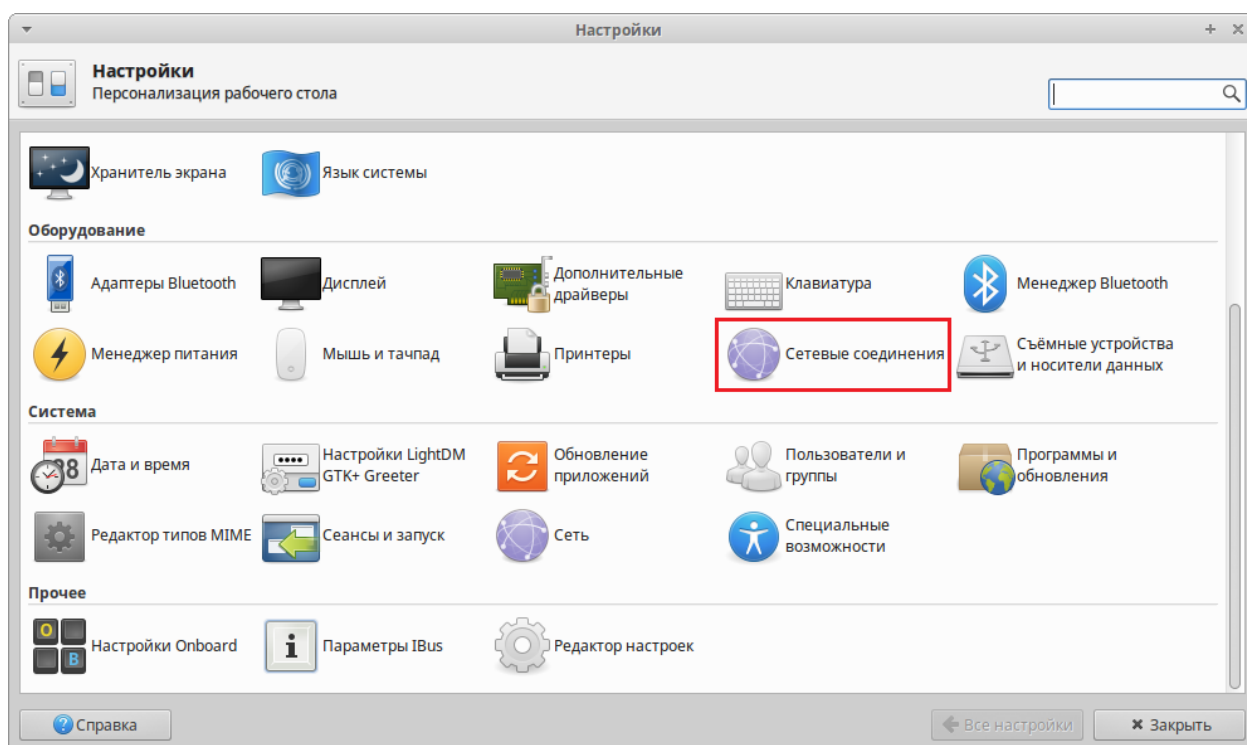 Настройки
Настройки
Персонализация рабочего стола
Хранитель экрана
Язык системы
Оборудование
Адаптеры Bluetooth
Дисплей
Дополнительные
драйверы
Клавиатура
Менеджер Bluetooth
Менеджер питания
Мышь и тачпад
Принтеры
Сетевые соединения
Съёмные устройства
и носители данных
Система
Дата и время
Настройки LightDM
GTK+ Greeter
Обновление
приложений
Пользователи и
группы
Программы и
обновления
Редактор типов MIME
Сеансы и запуск
Сеть
Специальные
возможности
Прочее
Настройки Onboard
Параметры IBus
Редактор настроек
Справка
Все настройки
Закрыть